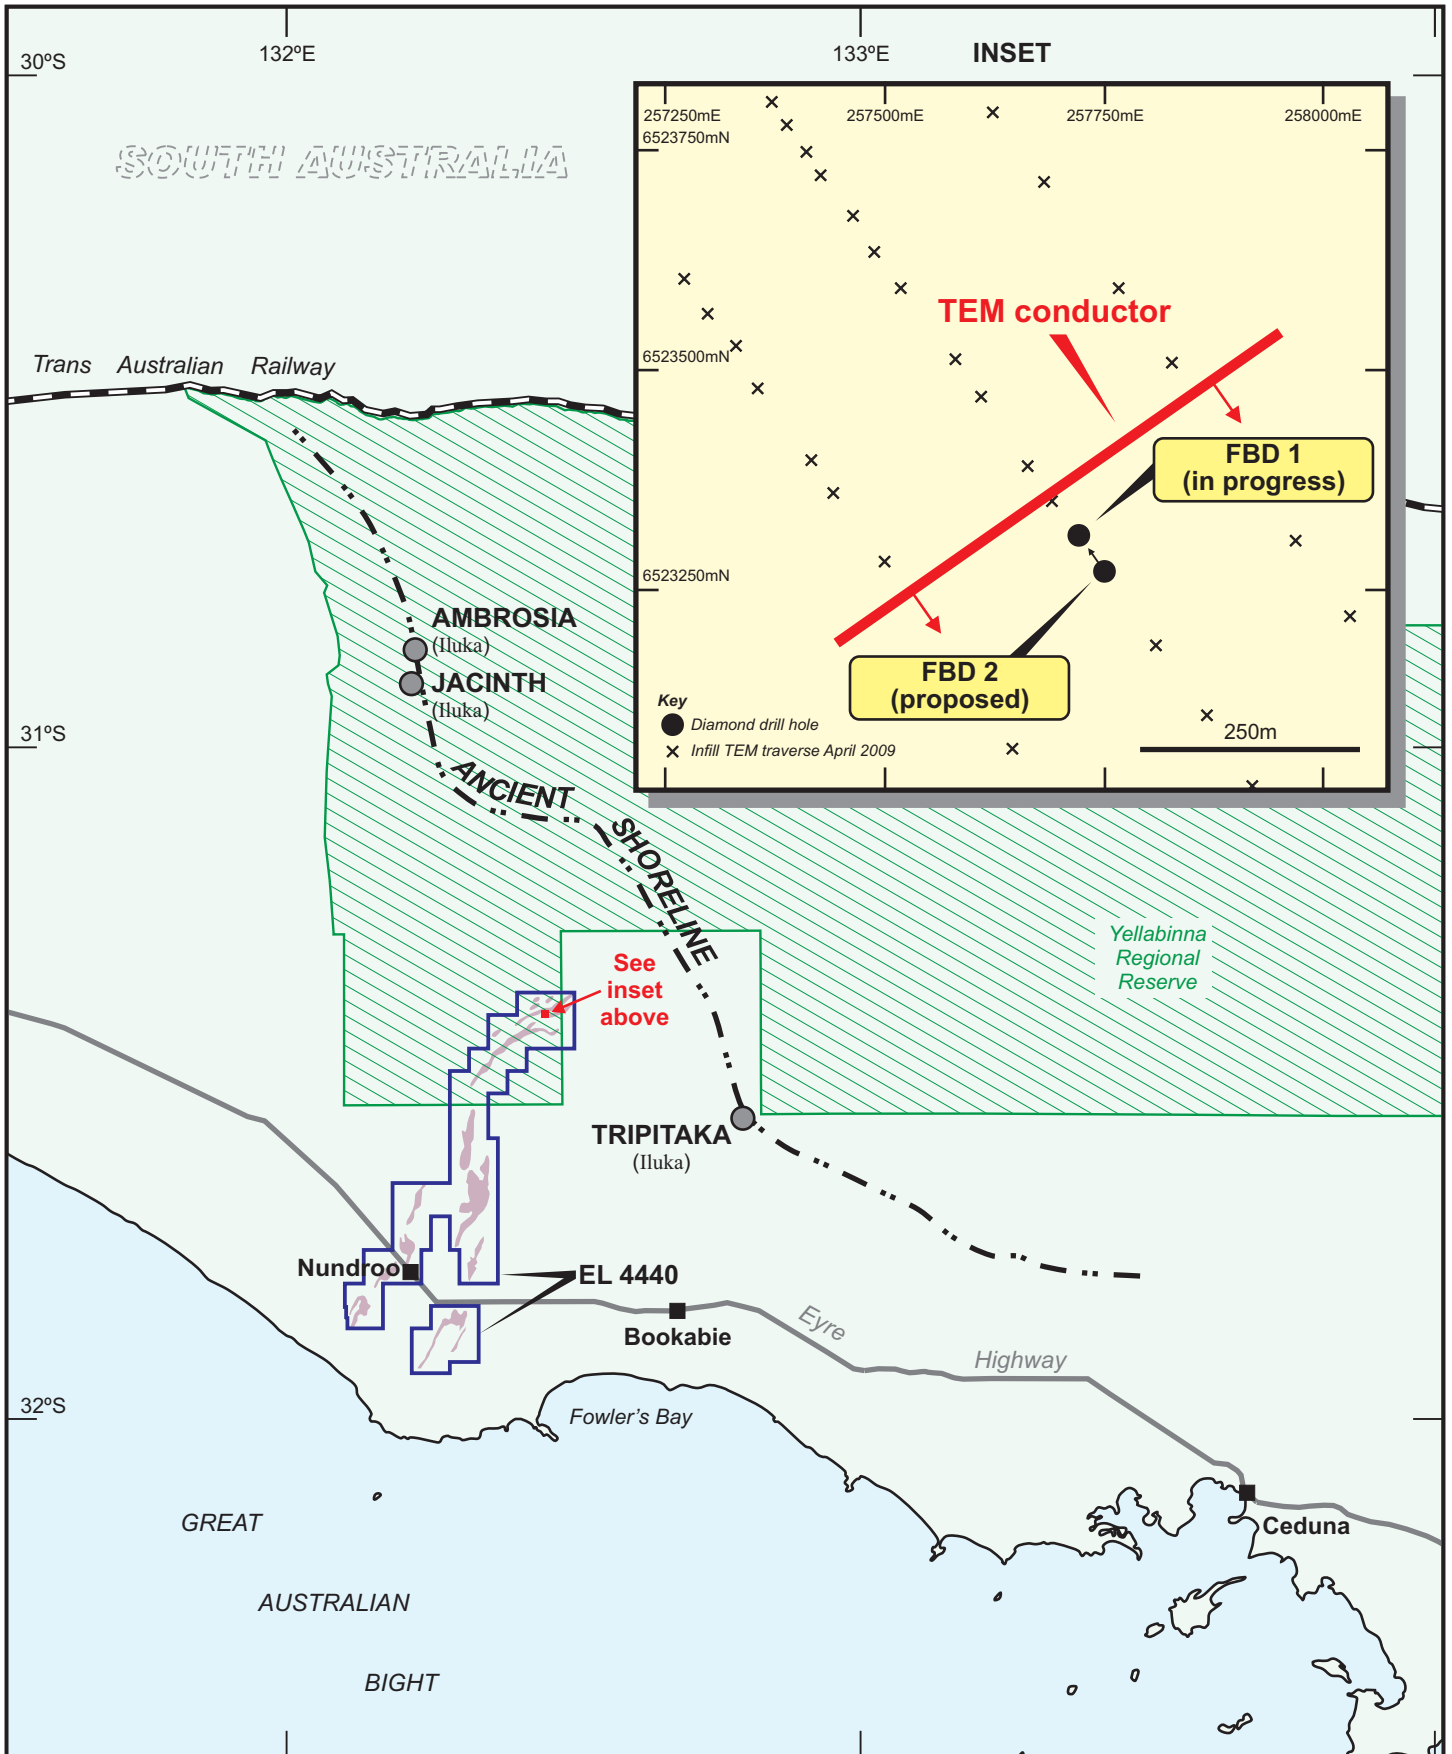 132ºE
133ºE
INSET
30ºS
SOUTH AUSTRALIA
257250mE
257500mE
257750mE
258000mE
6523750mN
TEM conductor
6523500mN
FBD 1
(in progress)
6523250mN
FBD 2
(proposed)
Key
Diamond drill hole
Infill TEM traverse April 2009
250m
Trans Australian Railway
AMBROSIA
(Iluka)
JACINTH
(Iluka)
31ºS
ANCIENT SHORELINE
See
inset
above
Yellabinna
Regional
Reserve
TRIPITAKA
(Iluka)
Nundroo
EL 4440
Bookabie
Eyre Highway
32ºS
Fowler's Bay
Ceduna
GREAT
AUSTRALIAN
BIGHT